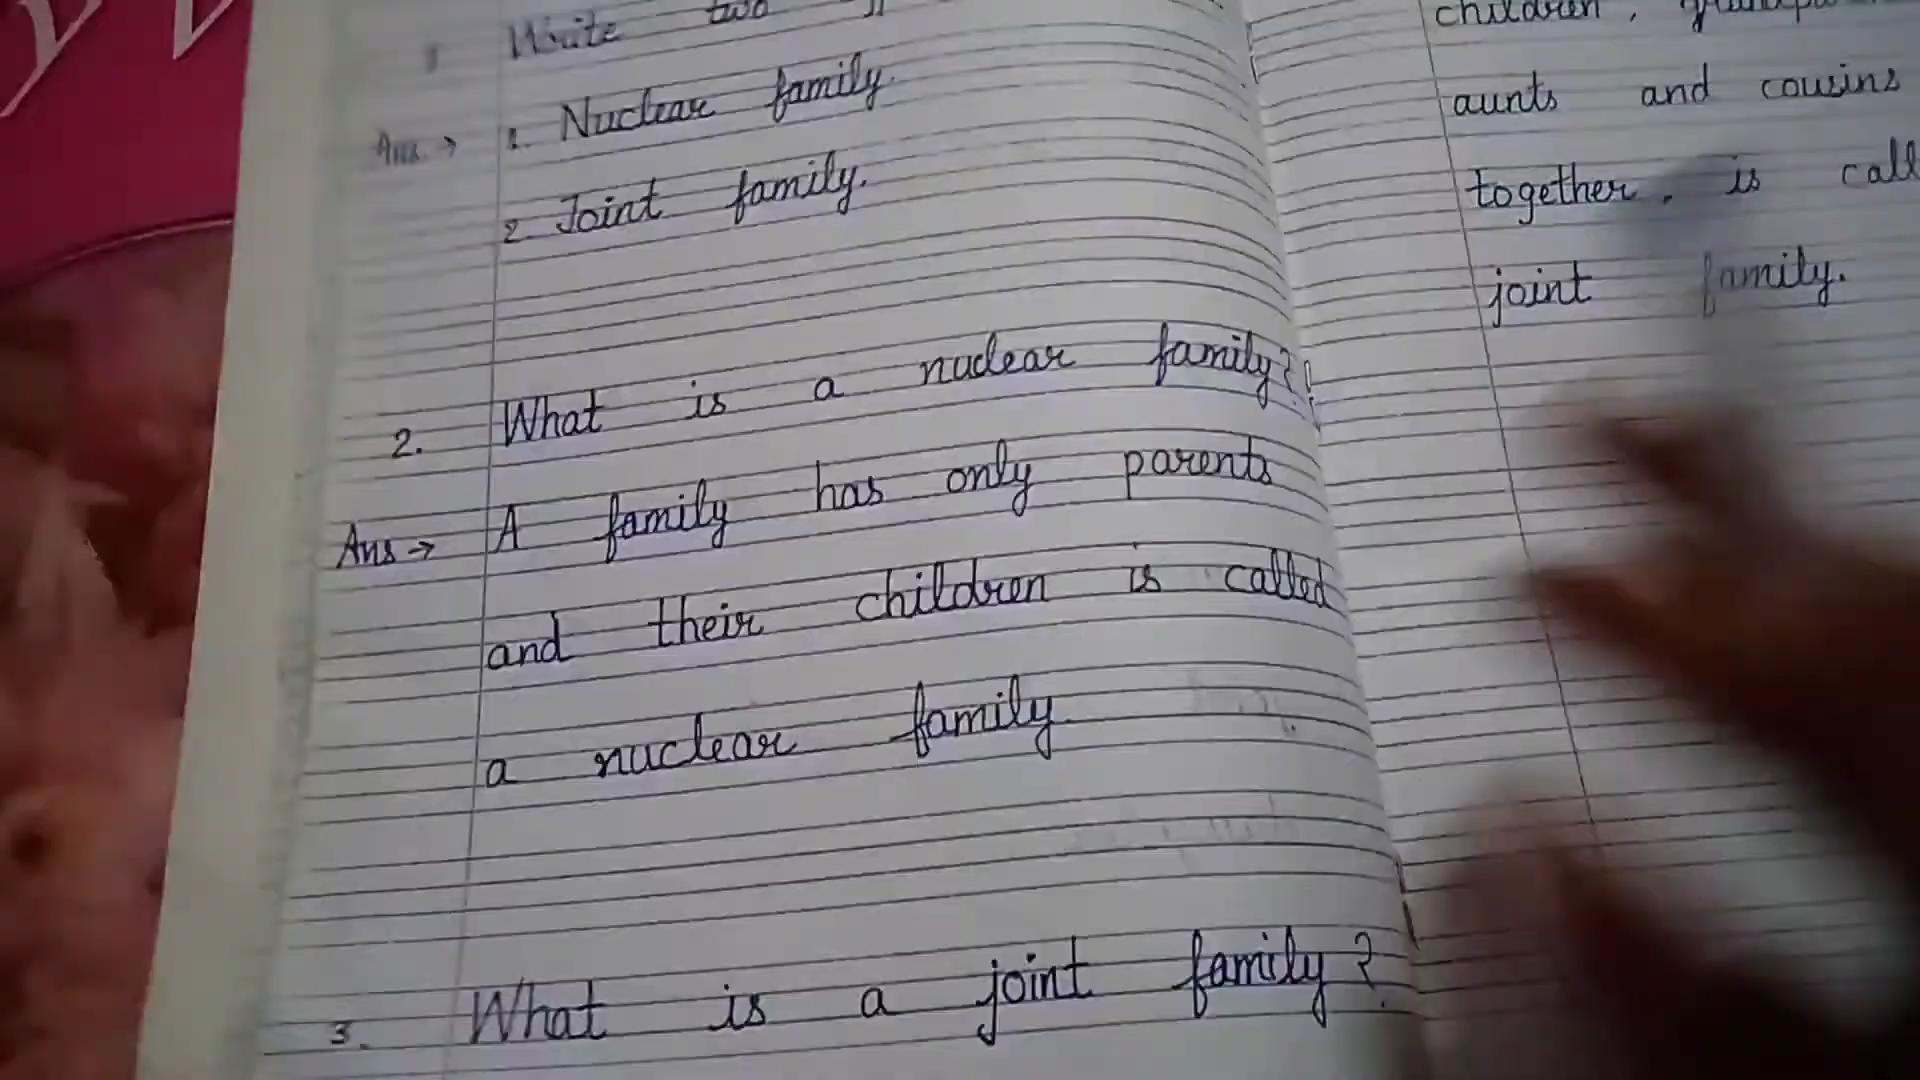 1 Write two
Ans. → 1. Nuclear family.
2. Joint family.
2. What is a nuclear family?
Ans → A family has only parents
and their children is called
a nuclear family.
3. What is a joint family?
children,
aunts and cousins
together, is
joint family.